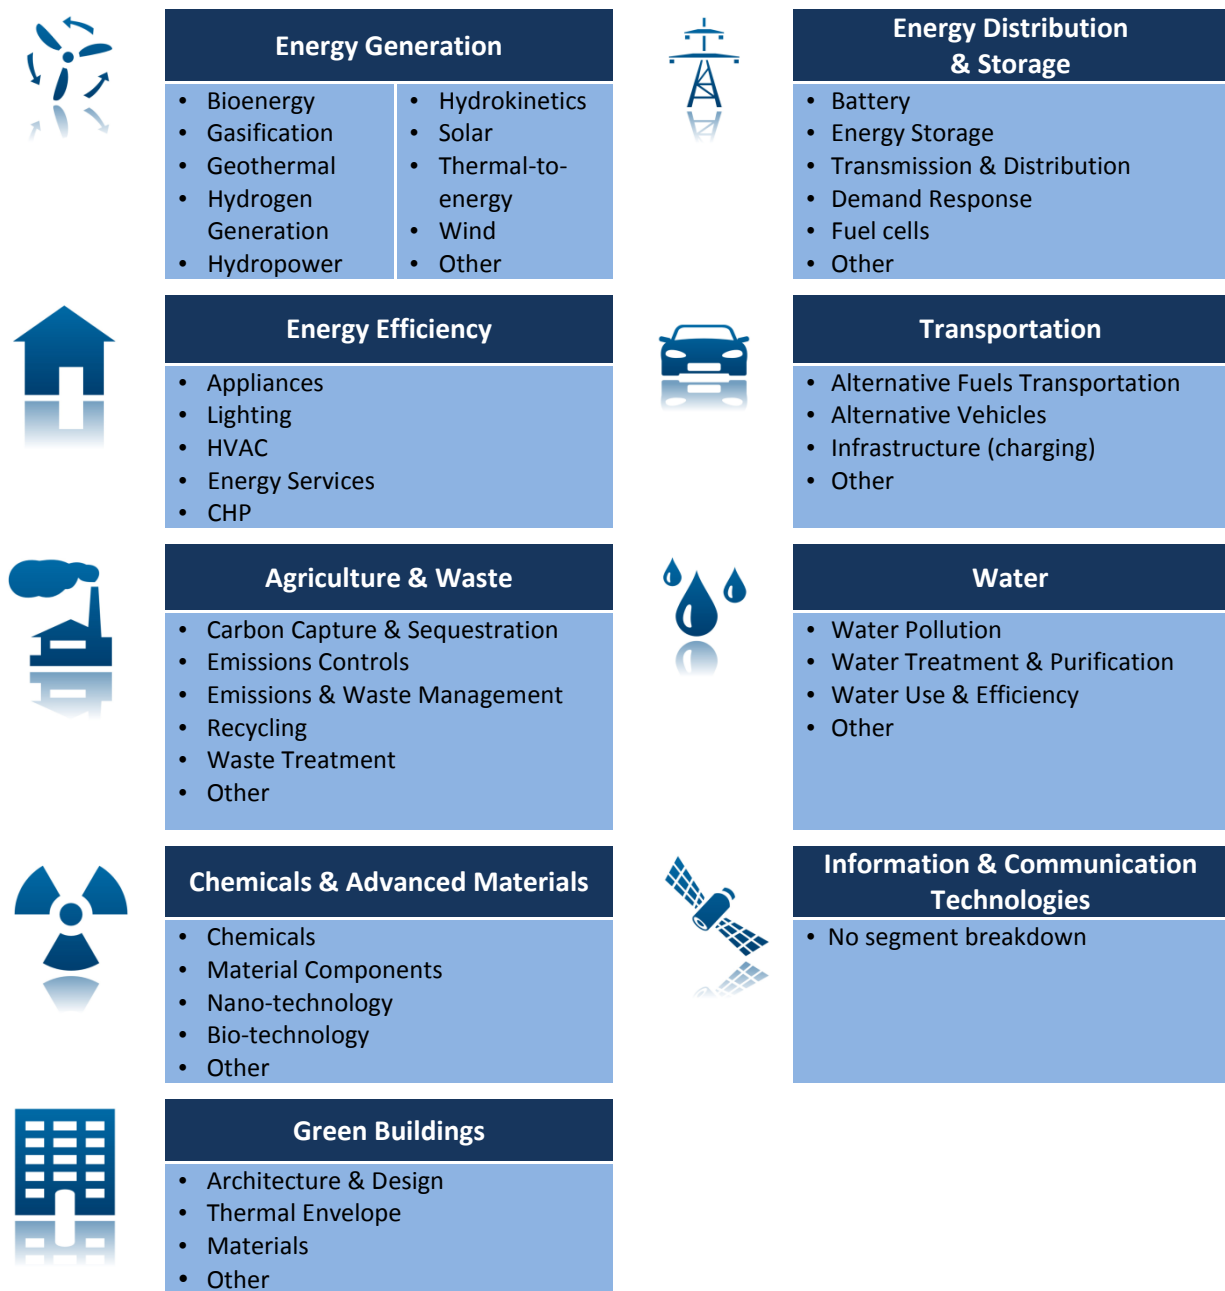 Energy Generation
• Bioenergy
• Gasification
• Geothermal
• Hydrogen
Generation
• Hydropower
• Hydrokinetics
• Solar
• Thermal-to-
energy
• Wind
• Other
Energy Distribution
& Storage
• Battery
• Energy Storage
• Transmission & Distribution
• Demand Response
• Fuel cells
• Other
Energy Efficiency
• Appliances
• Lighting
• HVAC
• Energy Services
• CHP
Transportation
• Alternative Fuels Transportation
• Alternative Vehicles
• Infrastructure (charging)
• Other
Agriculture & Waste
• Carbon Capture & Sequestration
• Emissions Controls
• Emissions & Waste Management
• Recycling
• Waste Treatment
• Other
Water
• Water Pollution
• Water Treatment & Purification
• Water Use & Efficiency
• Other
Chemicals & Advanced Materials
• Chemicals
• Material Components
• Nano-technology
• Bio-technology
• Other
Information & Communication
Technologies
• No segment breakdown
Green Buildings
• Architecture & Design
• Thermal Envelope
• Materials
• Other